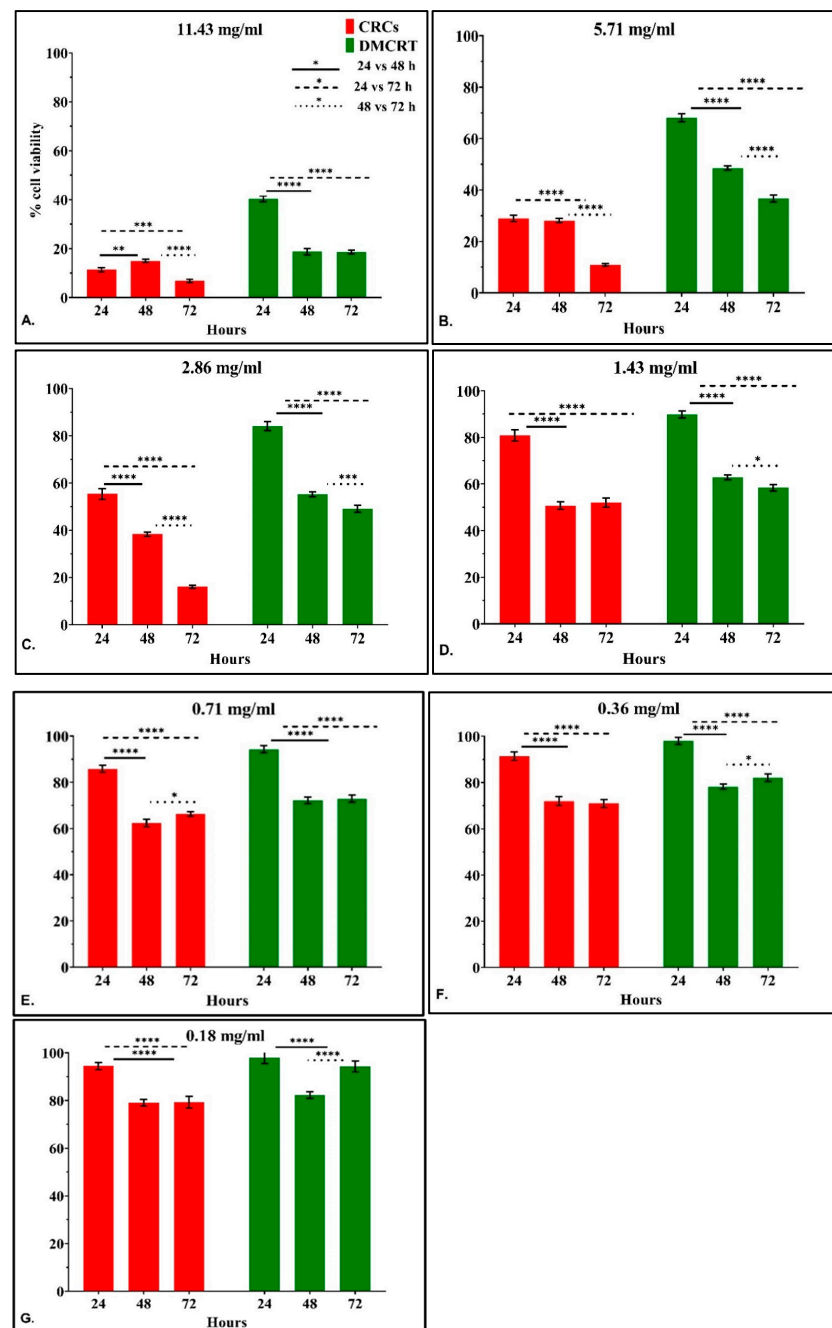 11.43 mg/ml
CRCs
DMCRT
*
24 vs 48 h
*
24 vs 72 h
*
48 vs 72 h
% cell viability
100
80
60
40
20
0
***
** ****
****
****
24 48 72 24 48 72
Hours
A.
5.71 mg/ml
100
80
60
40
20
0
****
****
****
****
****
24 48 72 24 48 72
Hours
B.
2.86 mg/ml
100
80
60
40
20
0
****
****
****
****
****
***
24 48 72 24 48 72
Hours
C.
1.43 mg/ml
100
80
60
40
20
0
****
****
****
****
*
24 48 72 24 48 72
Hours
D.
0.71 mg/ml
100
80
60
40
20
0
****
****
*
****
****
24 48 72 24 48 72
Hours
E.
0.36 mg/ml
100
80
60
40
20
0
****
****
****
****
*
24 48 72 24 48 72
Hours
F.
0.18 mg/ml
100
80
60
40
20
0
****
****
****
****
24 48 72 24 48 72
Hours
G.